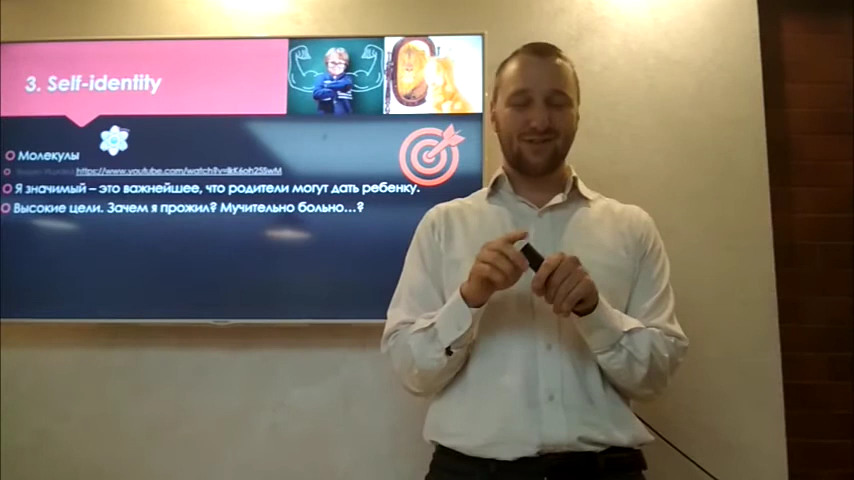 3. Self-identity
Молекулы
https://www.youtube.com/watch?v=
Я значимый – это важнейшее, что родители могут дать ребенку.
Высокие цели. Зачем я прожил? Мучительно больно…?